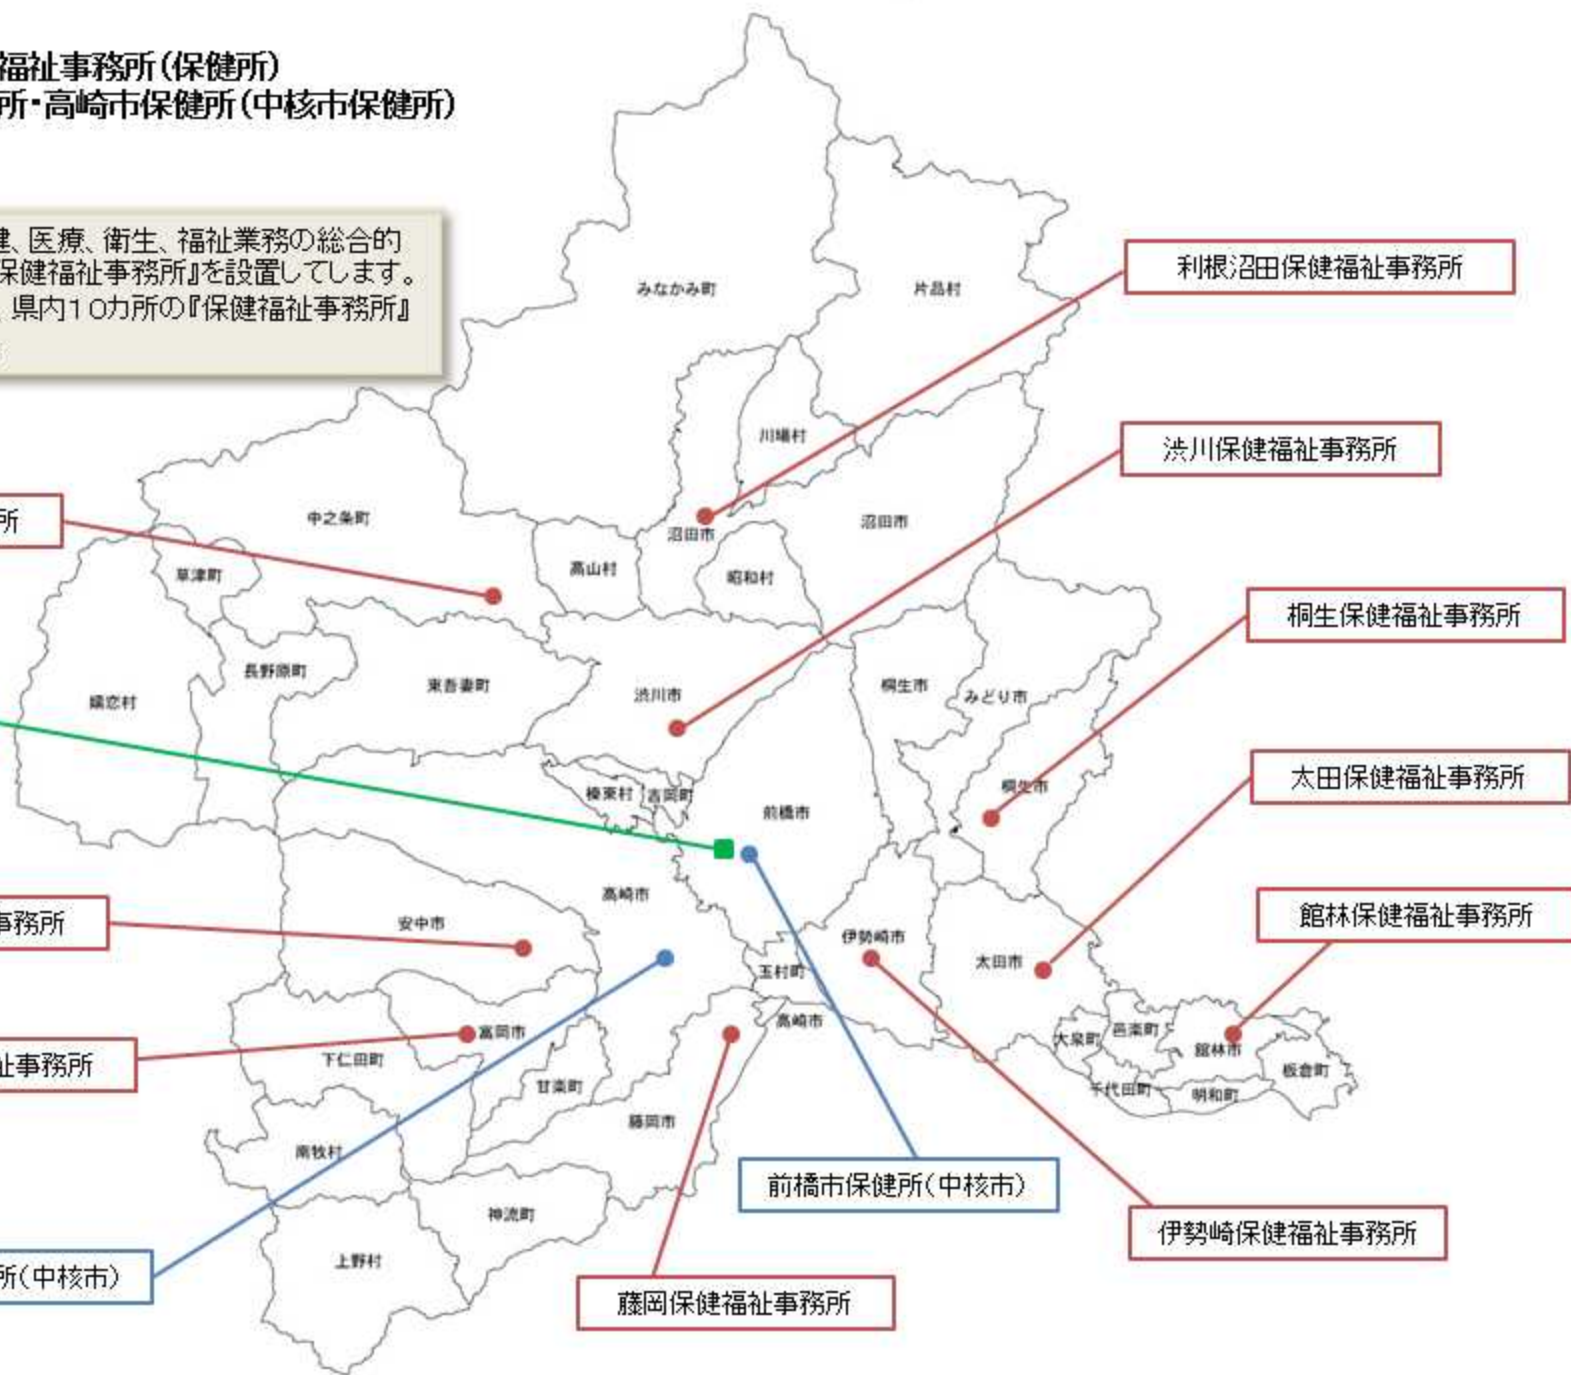 福祉事務所(保健所)
所・高崎市保健所(中核市保健所)
健、医療、衛生、福祉業務の総合的
保健福祉事務所』を設置してします。
県内10カ所の『保健福祉事務所』
利根沼田保健福祉事務所
みなかみ町
片品村
川場村
渋川保健福祉事務所
所
中之条町
沼田市
沼田市
草津町
高山村
昭和村
桐生保健福祉事務所
長野原町
東吾妻町
渋川市
桐生市
みどり市
嬬恋村
太田保健福祉事務所
榛東村
吉岡町
前橋市
桐生市
高崎市
館林保健福祉事務所
事務所
安中市
伊勢崎市
太田市
玉村町
高崎市
富岡市
大泉町
邑楽町
館林市
祉事務所
下仁田町
甘楽町
千代田町
明和町
板倉町
藤岡市
南牧村
前橋市保健所(中核市)
神流町
伊勢崎保健福祉事務所
上野村
所(中核市)
藤岡保健福祉事務所